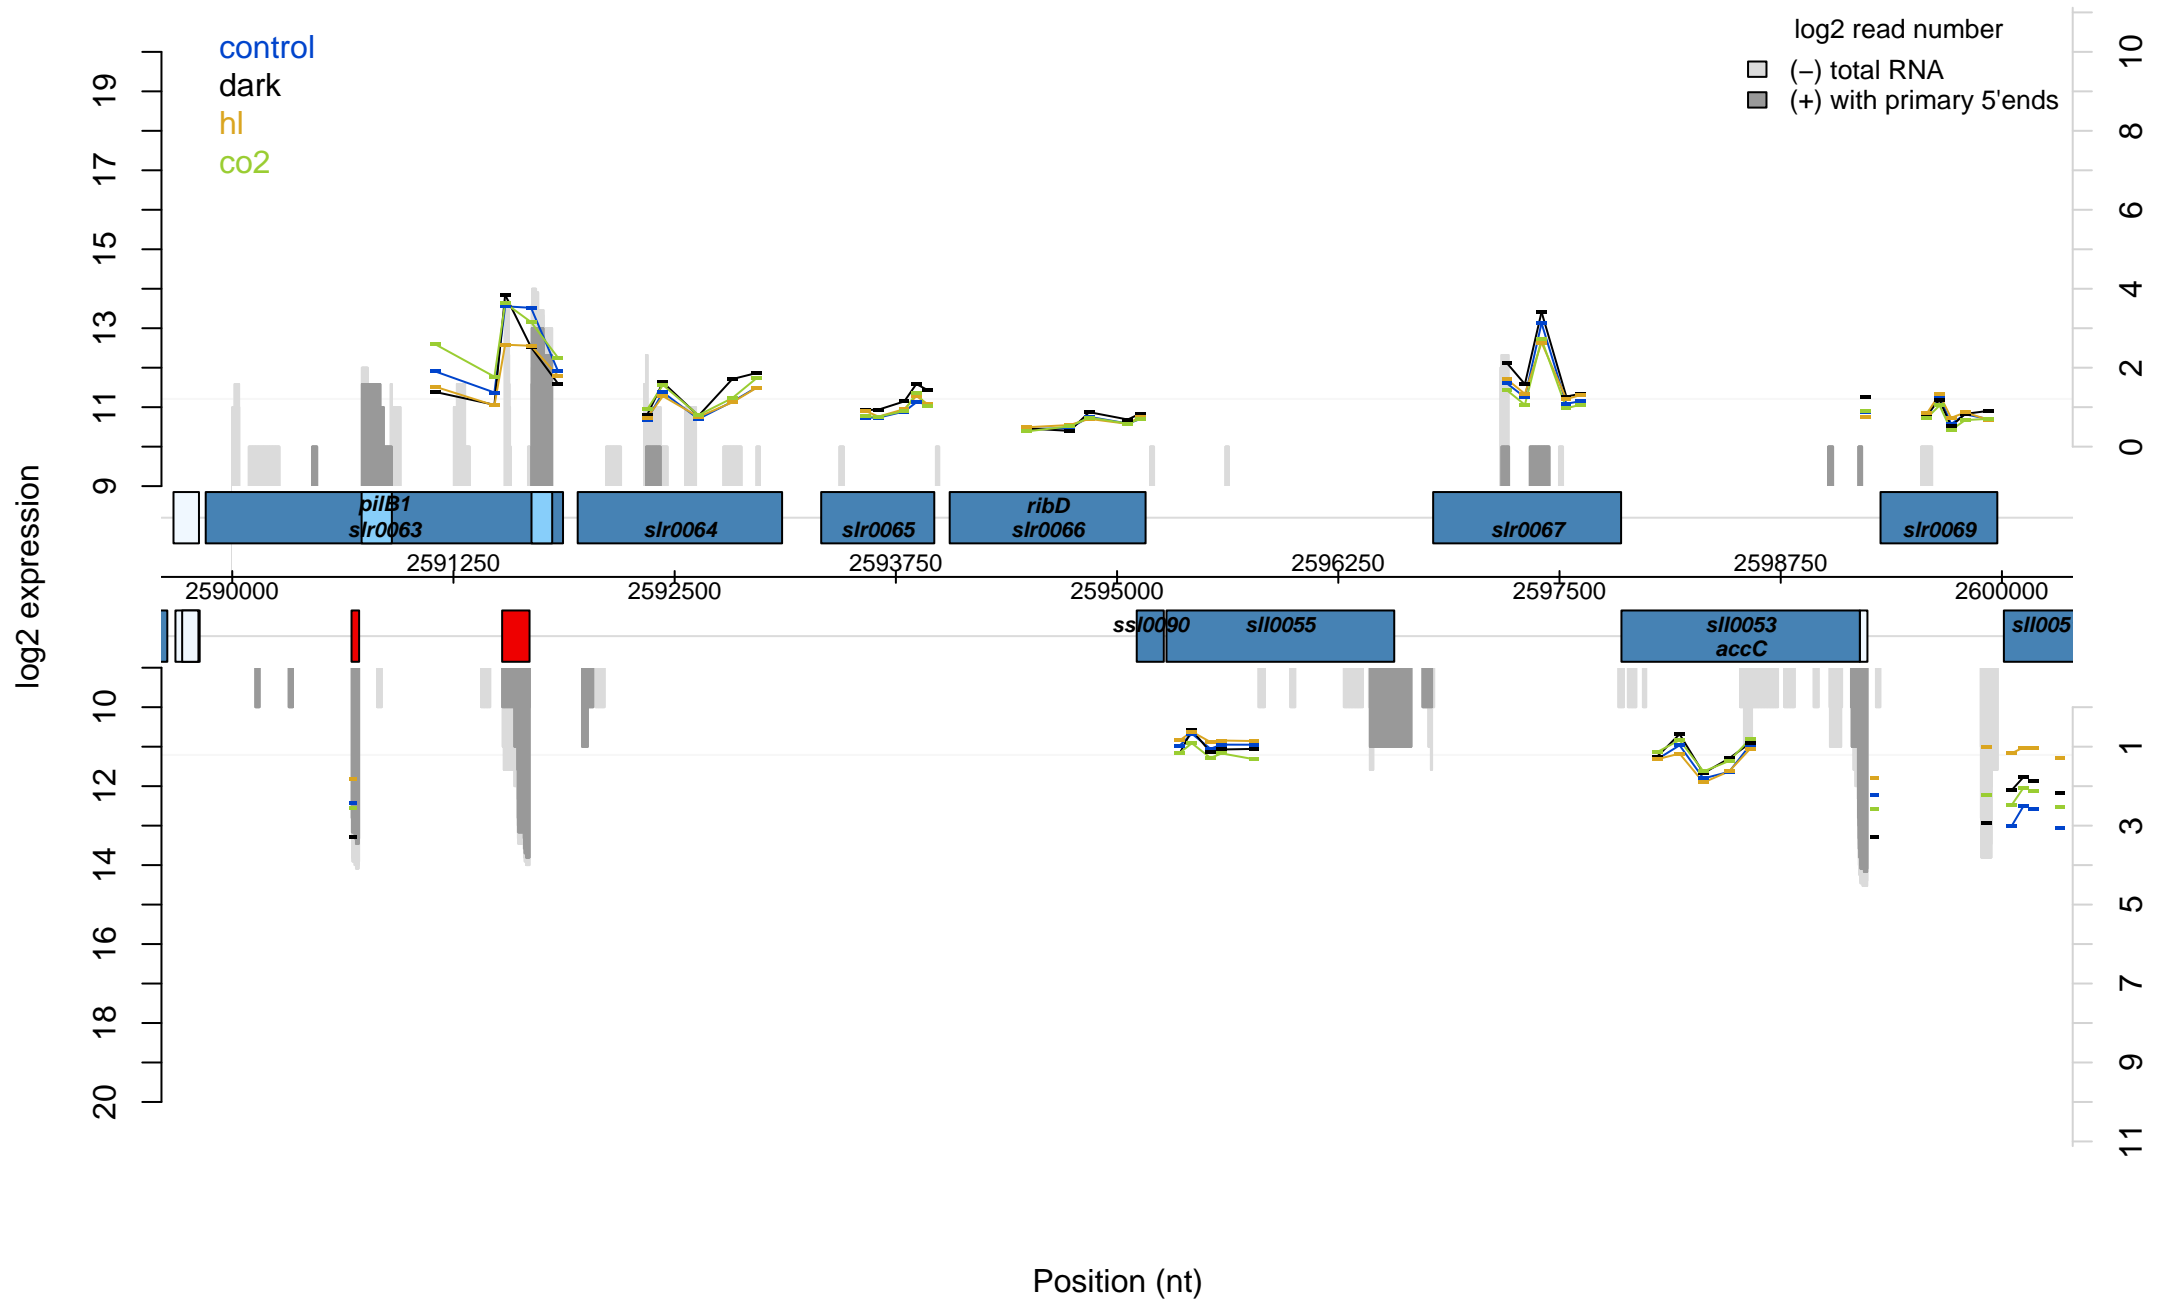 control
dark
hl
co2
log2 read number
(−) total RNA
(+) with primary 5'ends
19
17
15
13
11
9
10
8
6
4
2
0
log2 expression
pilB1
slr0063
slr0064
slr0065
ribD
slr0066
slr0067
slr0069
2591250
2593750
2596250
2598750
2590000
2592500
2595000
2597500
2600000
ssl0090
sll0055
sll0053
accC
sll005
10
12
14
16
18
20
1
3
5
7
9
11
Position (nt)